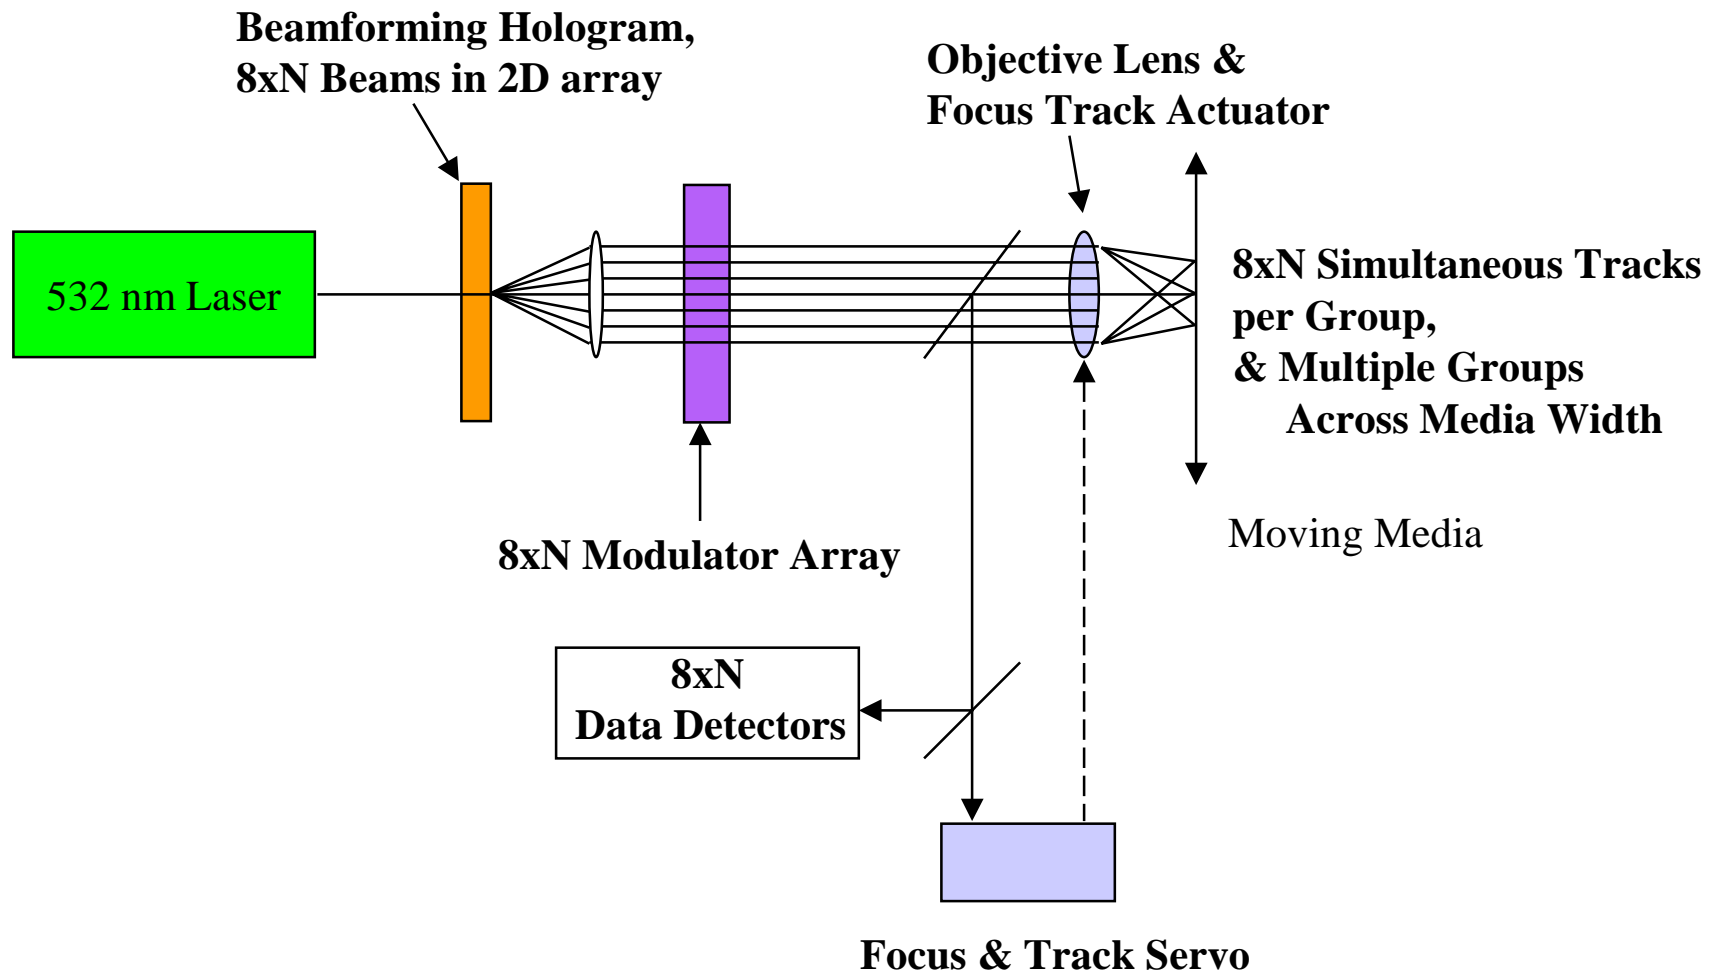 Beamforming Hologram,
8xN Beams in 2D array
Objective Lens &
Focus Track Actuator
532 nm Laser
8xN Simultaneous Tracks
per Group,
& Multiple Groups
Across Media Width
Moving Media
8xN Modulator Array
8xN
Data Detectors
Focus & Track Servo